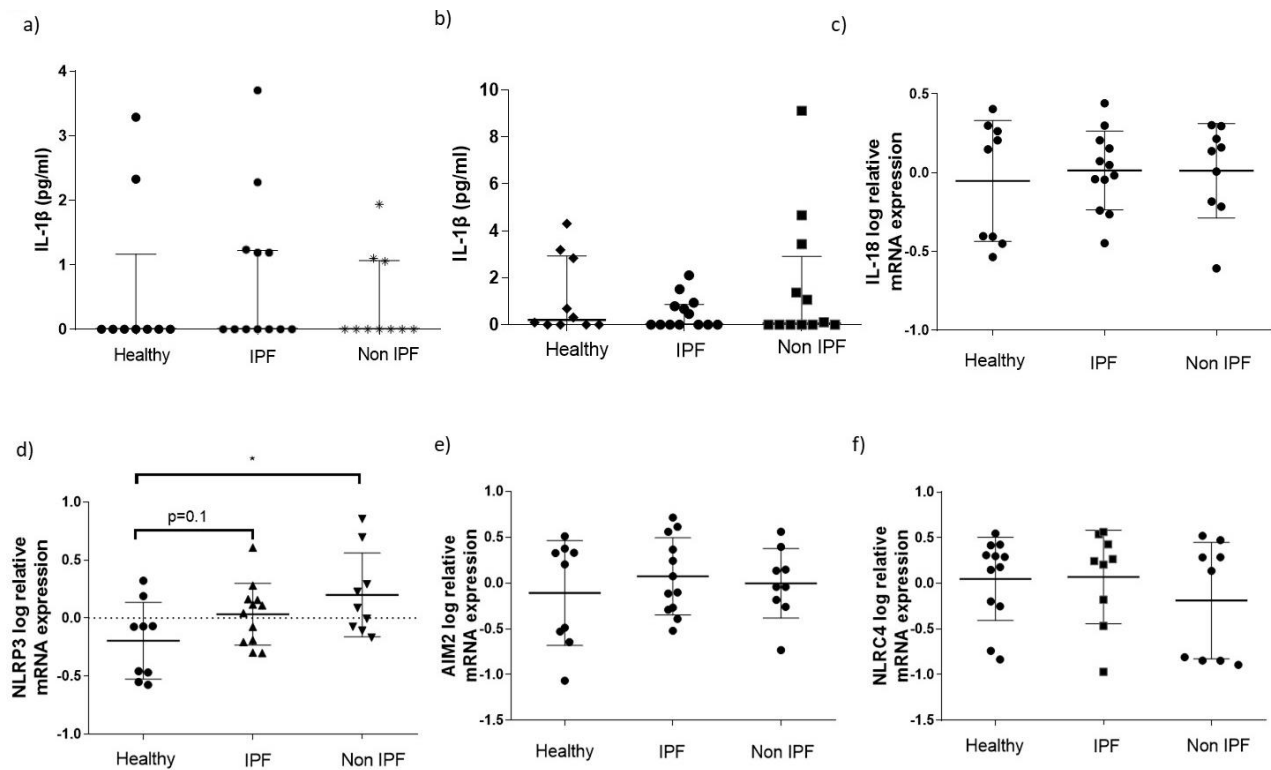 a)
IL-1β (pg/ml)
4
3
2
1
0
Healthy
IPF
Non IPF
b)
IL-1β (pg/ml)
10
8
6
4
2
0
Healthy
IPF
Non IPF
c)
IL-18 log relative
mRNA expression
0.5
0.0
-0.5
-1.0
Healthy
IPF
Non IPF
d)
NLRP3 log relative
mRNA expression
1.0
0.5
0.0
-0.5
-1.0
*
p=0.1
Healthy
IPF
Non IPF
e)
AIM2 log relative
mRNA expression
1.0
0.5
0.0
-0.5
-1.0
-1.5
Healthy
IPF
Non IPF
f)
NLRC4 log relative
mRNA expression
1.0
0.5
0.0
-0.5
-1.0
-1.5
Healthy
IPF
Non IPF